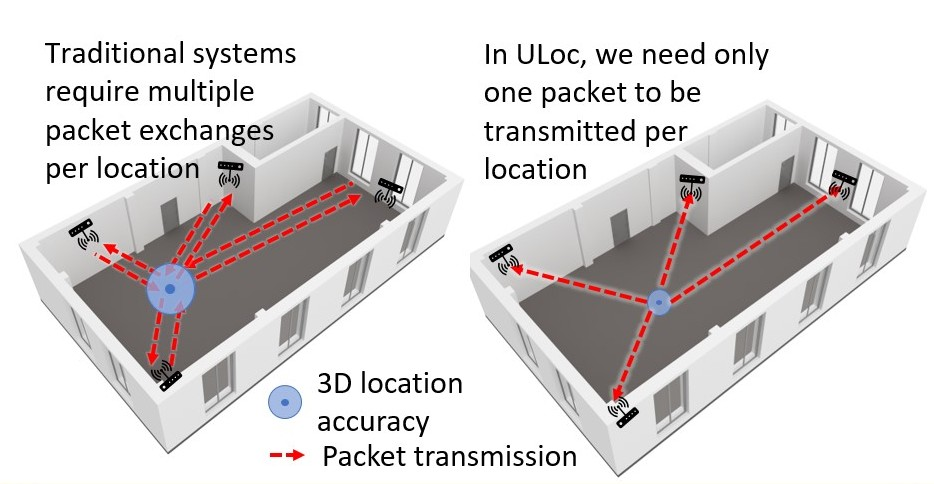 Traditional systems
require multiple
packet exchanges
per location
In ULoc, we need only
one packet to be
transmitted per
location
3D location
accuracy
Packet transmission